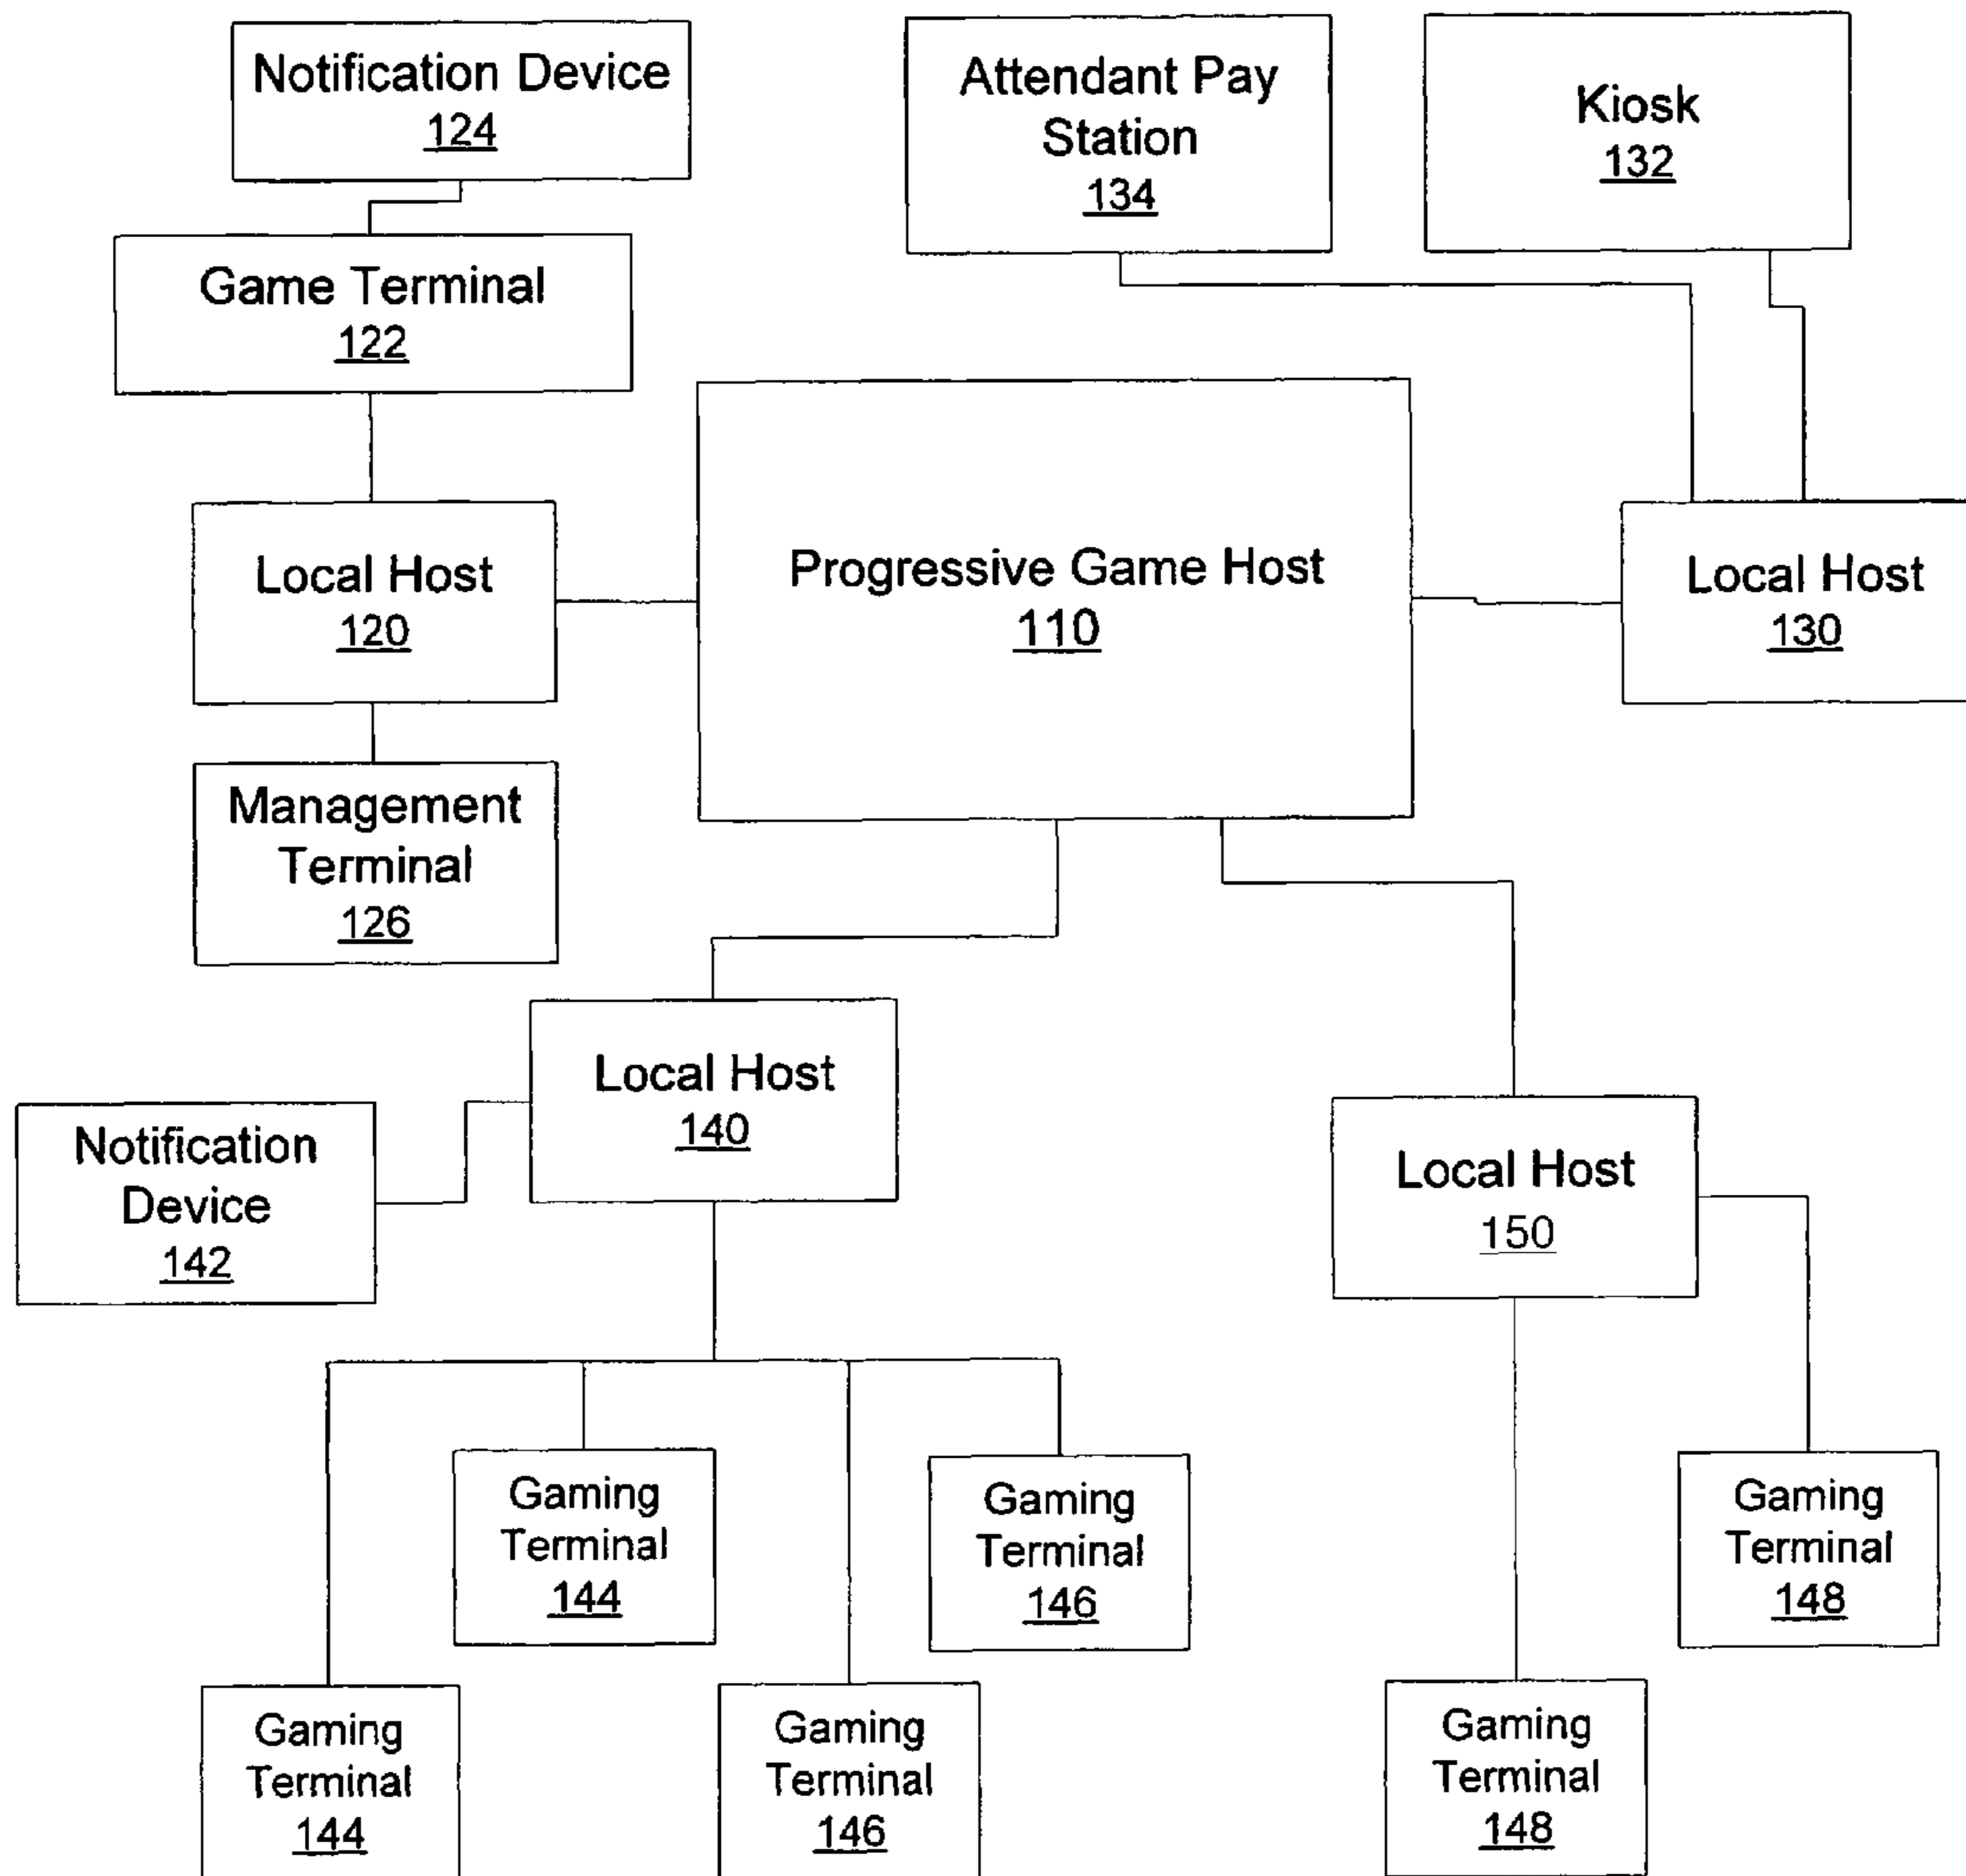 Notification Device
124
Attendant Pay
Station
134
Kiosk
132
Game Terminal
122
Local Host
120
Progressive Game Host
110
Local Host
130
Management
Terminal
126
Local Host
140
Notification
Device
142
Local Host
150
Gaming
Terminal
144
Gaming
Terminal
146
Gaming
Terminal
148
Gaming
Terminal
144
Gaming
Terminal
146
Gaming
Terminal
148